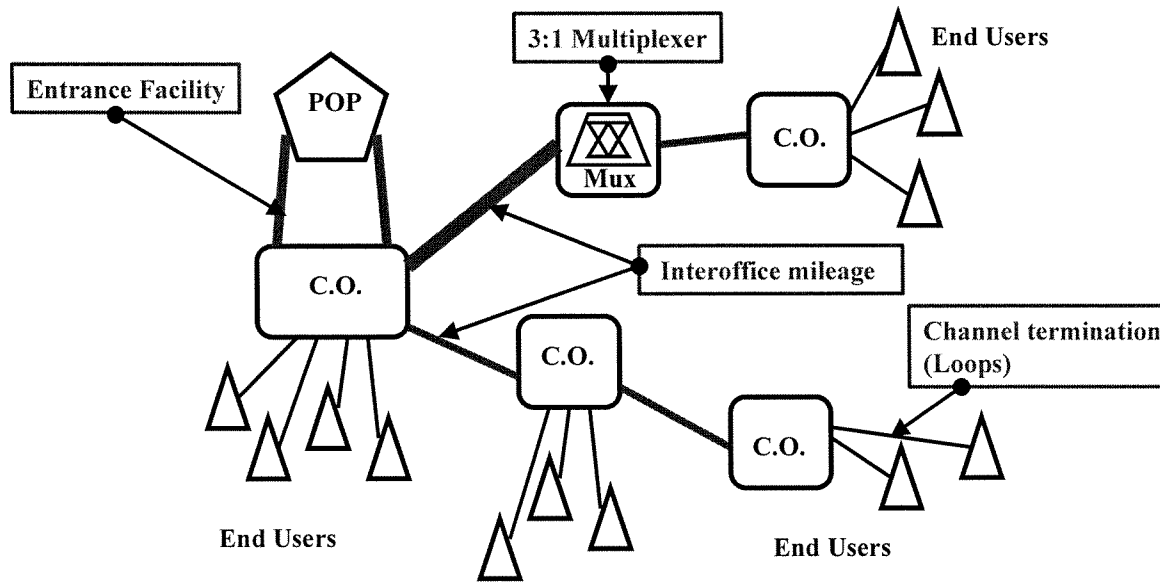 3:1 Multiplexer
End Users
Entrance Facility
POP
C.O.
Mux
C.O.
Interoffice mileage
C.O.
Channel termination
(Loops)
C.O.
End Users
End Users